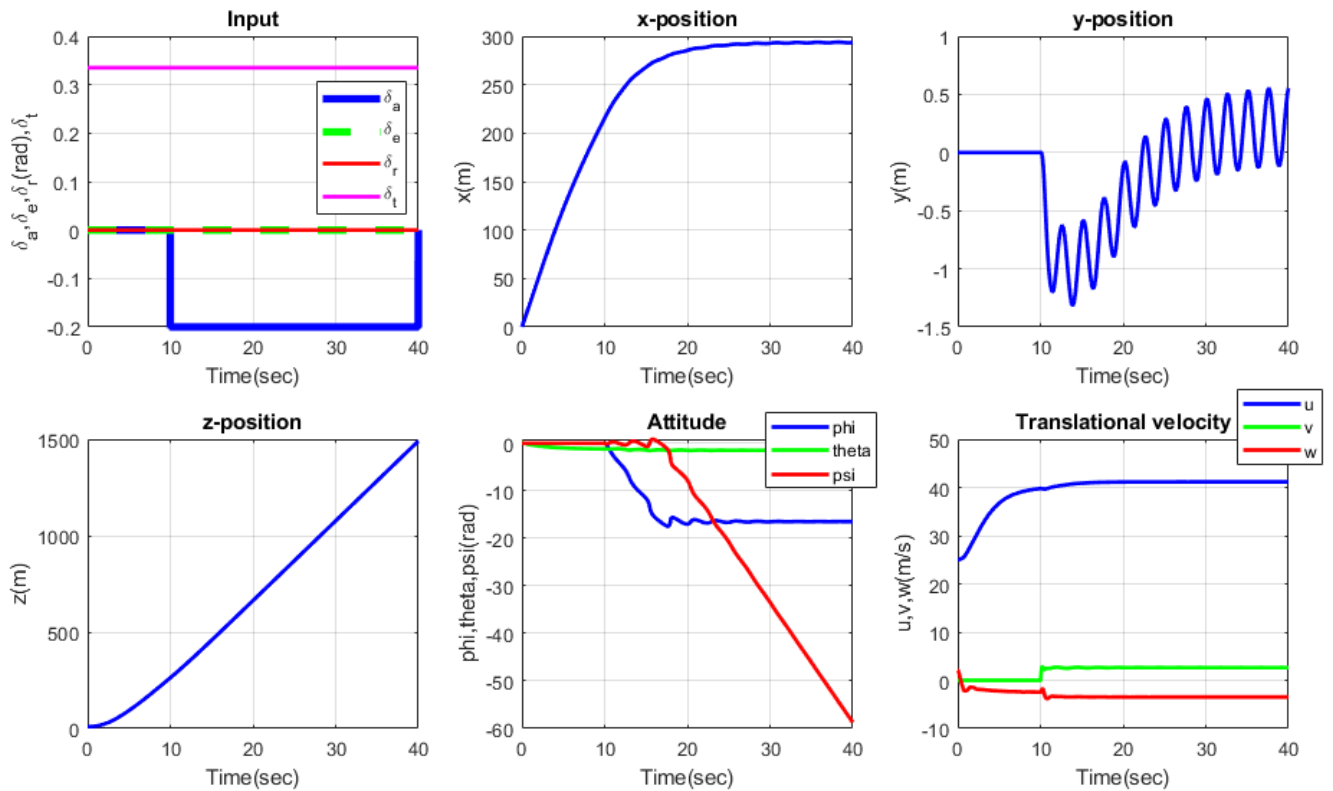 Input
δₐ,δₑ,δᵣ(rad),δₜ
0.4
0.3
0.2
0.1
0
-0.1
-0.2
δₐ
δₑ
δᵣ
δₜ
0 10 20 30 40
Time(sec)
x-position
x(m)
300
250
200
150
100
50
0
0 10 20 30 40
Time(sec)
y-position
y(m)
1
0.5
0
-0.5
-1
-1.5
0 10 20 30 40
Time(sec)
z-position
z(m)
1500
1000
500
0
0 10 20 30 40
Time(sec)
Attitude
phi,theta,psi(rad)
0
-10
-20
-30
-40
-50
-60
phi
theta
psi
0 10 20 30 40
Time(sec)
Translational velocity
u,v,w(m/s)
50
40
30
20
10
0
-10
u
v
w
0 10 20 30 40
Time(sec)